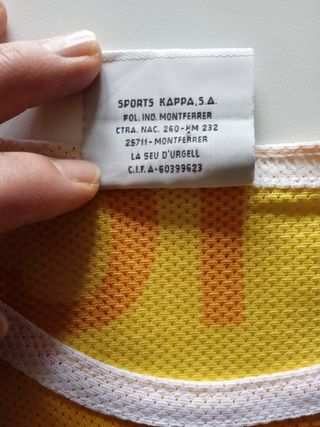 SPORTS KAPPA, S.A.
POL. IND. MONTFERRER
CTRA. NAC. 260-KM 232
25711-MONTFERRER
LA SEU D'URGELL
C.I.F. A-60399623